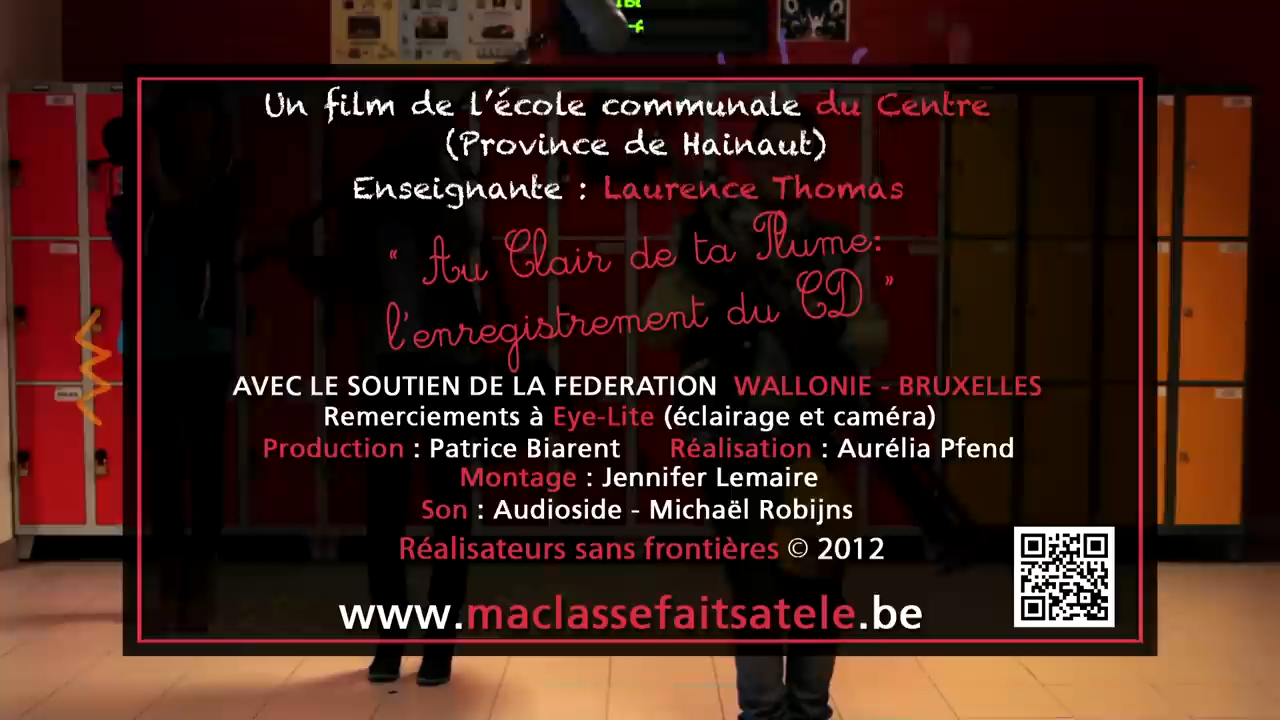 Un film de l'école communale du Centre
(Province de Hainaut)
Enseignante : Laurence Thomas
“ Au Clair de ta Plume:
l'enregistrement du CD ”
AVEC LE SOUTIEN DE LA FEDERATION WALLONIE - BRUXELLES
Remerciements à Eye-Lite (éclairage et caméra)
Production : Patrice Biarent Réalisation : Aurélia Pfend
Montage : Jennifer Lemaire
Son : Audioside - Michaël Robijns
Réalisateurs sans frontières © 2012
www.maclassefaitsatele.be